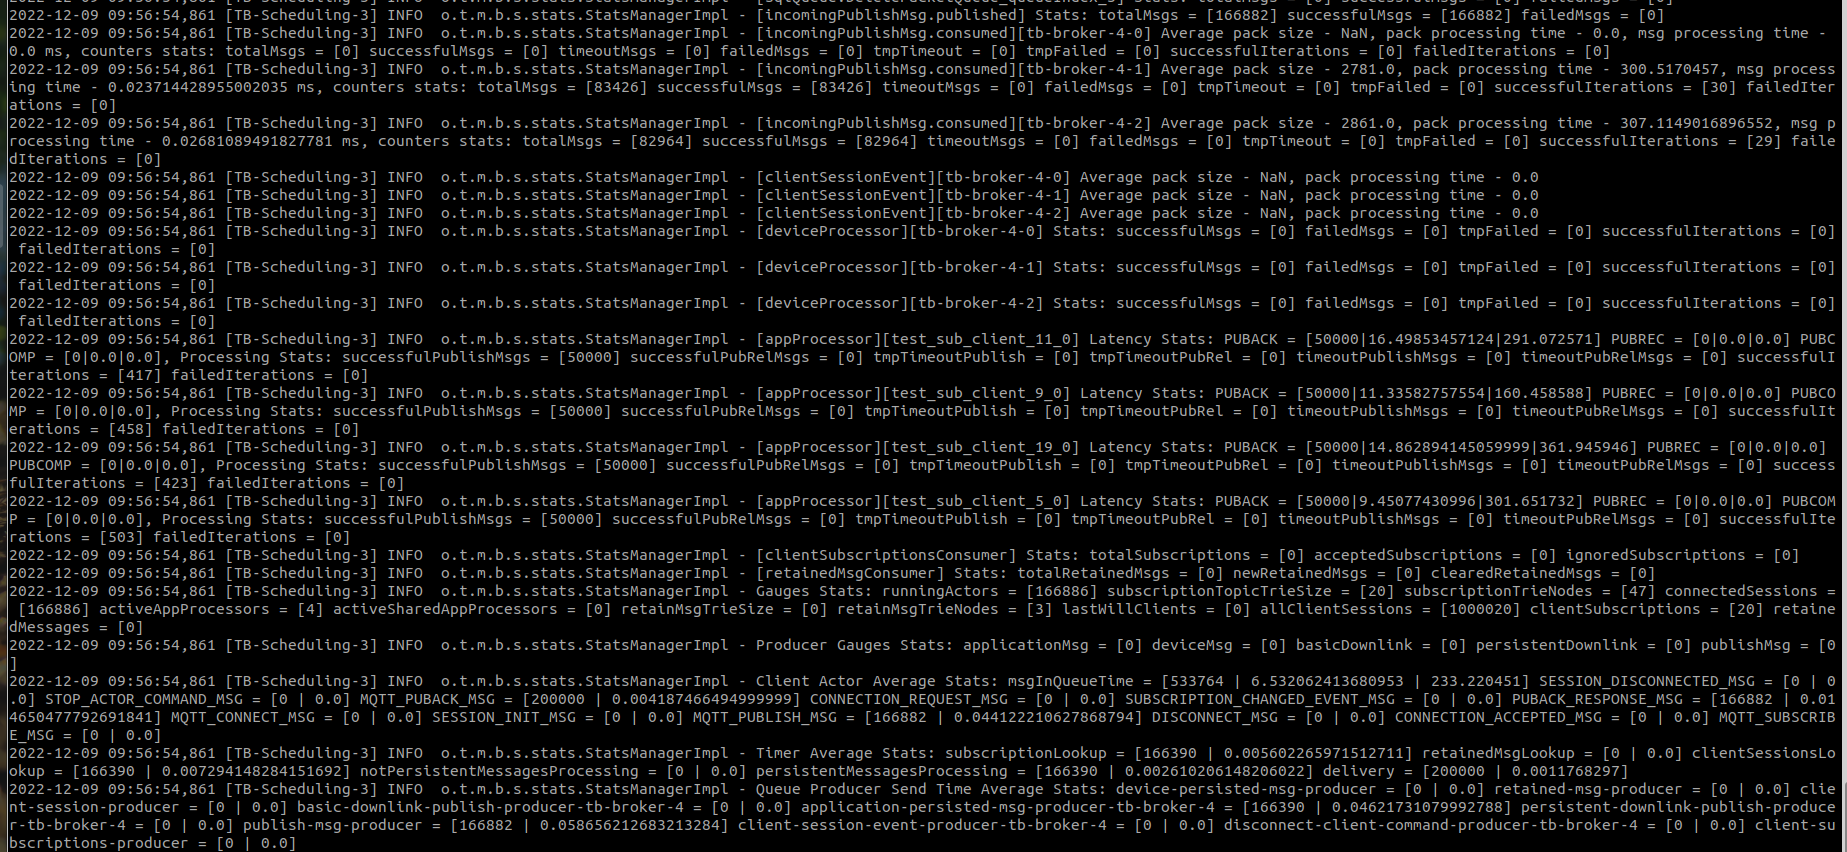 2022-12-09 09:56:54,861 [TB-Scheduling-3] INFO  o.t.m.b.s.stats.StatsManagerImpl - [incomingPublishMsg.published] Stats: totalMsgs = [166882] successfulMsgs = [166882] failedMsgs = [0]
2022-12-09 09:56:54,861 [TB-Scheduling-3] INFO  o.t.m.b.s.stats.StatsManagerImpl - [incomingPublishMsg.consumed][tb-broker-4-0] Average pack size - NaN, pack processing time - 0.0, msg processing time -
0.0 ms, counters stats: totalMsgs = [0] successfulMsgs = [0] timeoutMsgs = [0] failedMsgs = [0] tmpTimeout = [0] tmpFailed = [0] successfulIterations = [0] failedIterations = [0]
2022-12-09 09:56:54,861 [TB-Scheduling-3] INFO  o.t.m.b.s.stats.StatsManagerImpl - [incomingPublishMsg.consumed][tb-broker-4-1] Average pack size - 2781.0, pack processing time - 300.5170457, msg process
ing time - 0.023714428955002035 ms, counters stats: totalMsgs = [83426] successfulMsgs = [83426] timeoutMsgs = [0] failedMsgs = [0] tmpTimeout = [0] tmpFailed = [0] successfulIterations = [30] failedIter
ations = [0]
2022-12-09 09:56:54,861 [TB-Scheduling-3] INFO  o.t.m.b.s.stats.StatsManagerImpl - [incomingPublishMsg.consumed][tb-broker-4-2] Average pack size - 2861.0, pack processing time - 307.1149016896552, msg p
rocessing time - 0.02681089491827781 ms, counters stats: totalMsgs = [82964] successfulMsgs = [82964] timeoutMsgs = [0] failedMsgs = [0] tmpTimeout = [0] tmpFailed = [0] successfulIterations = [29] faile
dIterations = [0]
2022-12-09 09:56:54,861 [TB-Scheduling-3] INFO  o.t.m.b.s.stats.StatsManagerImpl - [clientSessionEvent][tb-broker-4-0] Average pack size - NaN, pack processing time - 0.0
2022-12-09 09:56:54,861 [TB-Scheduling-3] INFO  o.t.m.b.s.stats.StatsManagerImpl - [clientSessionEvent][tb-broker-4-1] Average pack size - NaN, pack processing time - 0.0
2022-12-09 09:56:54,861 [TB-Scheduling-3] INFO  o.t.m.b.s.stats.StatsManagerImpl - [clientSessionEvent][tb-broker-4-2] Average pack size - NaN, pack processing time - 0.0
2022-12-09 09:56:54,861 [TB-Scheduling-3] INFO  o.t.m.b.s.stats.StatsManagerImpl - [deviceProcessor][tb-broker-4-0] Stats: successfulMsgs = [0] failedMsgs = [0] tmpFailed = [0] successfulIterations = [0]
 failedIterations = [0]
2022-12-09 09:56:54,861 [TB-Scheduling-3] INFO  o.t.m.b.s.stats.StatsManagerImpl - [deviceProcessor][tb-broker-4-1] Stats: successfulMsgs = [0] failedMsgs = [0] tmpFailed = [0] successfulIterations = [0]
 failedIterations = [0]
2022-12-09 09:56:54,861 [TB-Scheduling-3] INFO  o.t.m.b.s.stats.StatsManagerImpl - [deviceProcessor][tb-broker-4-2] Stats: successfulMsgs = [0] failedMsgs = [0] tmpFailed = [0] successfulIterations = [0]
 failedIterations = [0]
2022-12-09 09:56:54,861 [TB-Scheduling-3] INFO  o.t.m.b.s.stats.StatsManagerImpl - [appProcessor][test_sub_client_11_0] Latency Stats: PUBACK = [50000|16.49853457124|291.072571] PUBREC = [0|0.0|0.0] PUBC
OMP = [0|0.0|0.0], Processing Stats: successfulPublishMsgs = [50000] successfulPubRelMsgs = [0] tmpTimeoutPublish = [0] tmpTimeoutPubRel = [0] timeoutPublishMsgs = [0] timeoutPubRelMsgs = [0] successfulI
terations = [417] failedIterations = [0]
2022-12-09 09:56:54,861 [TB-Scheduling-3] INFO  o.t.m.b.s.stats.StatsManagerImpl - [appProcessor][test_sub_client_9_0] Latency Stats: PUBACK = [50000|11.33582757554|160.458588] PUBREC = [0|0.0|0.0] PUBCO
MP = [0|0.0|0.0], Processing Stats: successfulPublishMsgs = [50000] successfulPubRelMsgs = [0] tmpTimeoutPublish = [0] tmpTimeoutPubRel = [0] timeoutPublishMsgs = [0] timeoutPubRelMsgs = [0] successfulIt
erations = [458] failedIterations = [0]
2022-12-09 09:56:54,861 [TB-Scheduling-3] INFO  o.t.m.b.s.stats.StatsManagerImpl - [appProcessor][test_sub_client_19_0] Latency Stats: PUBACK = [50000|14.862894145059999|361.945946] PUBREC = [0|0.0|0.0]
PUBCOMP = [0|0.0|0.0], Processing Stats: successfulPublishMsgs = [50000] successfulPubRelMsgs = [0] tmpTimeoutPublish = [0] tmpTimeoutPubRel = [0] timeoutPublishMsgs = [0] timeoutPubRelMsgs = [0] success
fulIterations = [423] failedIterations = [0]
2022-12-09 09:56:54,861 [TB-Scheduling-3] INFO  o.t.m.b.s.stats.StatsManagerImpl - [appProcessor][test_sub_client_5_0] Latency Stats: PUBACK = [50000|9.45077430996|301.651732] PUBREC = [0|0.0|0.0] PUBCOM
P = [0|0.0|0.0], Processing Stats: successfulPublishMsgs = [50000] successfulPubRelMsgs = [0] tmpTimeoutPublish = [0] tmpTimeoutPubRel = [0] timeoutPublishMsgs = [0] timeoutPubRelMsgs = [0] successfulIte
rations = [503] failedIterations = [0]
2022-12-09 09:56:54,861 [TB-Scheduling-3] INFO  o.t.m.b.s.stats.StatsManagerImpl - [clientSubscriptionsConsumer] Stats: totalSubscriptions = [0] acceptedSubscriptions = [0] ignoredSubscriptions = [0]
2022-12-09 09:56:54,861 [TB-Scheduling-3] INFO  o.t.m.b.s.stats.StatsManagerImpl - [retainedMsgConsumer] Stats: totalRetainedMsgs = [0] newRetainedMsgs = [0] clearedRetainedMsgs = [0]
2022-12-09 09:56:54,861 [TB-Scheduling-3] INFO  o.t.m.b.s.stats.StatsManagerImpl - Gauges Stats: runningActors = [166886] subscriptionTopicTrieSize = [20] subscriptionTrieNodes = [47] connectedSessions =
 [166886] activeAppProcessors = [4] activeSharedAppProcessors = [0] retainMsgTrieSize = [0] retainMsgTrieNodes = [3] lastWillClients = [0] allClientSessions = [1000020] clientSubscriptions = [20] retaine
dMessages = [0]
2022-12-09 09:56:54,861 [TB-Scheduling-3] INFO  o.t.m.b.s.stats.StatsManagerImpl - Producer Gauges Stats: applicationMsg = [0] deviceMsg = [0] basicDownlink = [0] persistentDownlink = [0] publishMsg = [0
]
2022-12-09 09:56:54,861 [TB-Scheduling-3] INFO  o.t.m.b.s.stats.StatsManagerImpl - Client Actor Average Stats: msgInQueueTime = [533764 | 6.532062413680953 | 233.220451] SESSION_DISCONNECTED_MSG = [0 | 0
.0] STOP_ACTOR_COMMAND_MSG = [0 | 0.0] MQTT_PUBACK_MSG = [200000 | 0.004187466494999999] CONNECTION_REQUEST_MSG = [0 | 0.0] SUBSCRIPTION_CHANGED_EVENT_MSG = [0 | 0.0] PUBACK_RESPONSE_MSG = [166882 | 0.01
4650477792691841] MQTT_CONNECT_MSG = [0 | 0.0] SESSION_INIT_MSG = [0 | 0.0] MQTT_PUBLISH_MSG = [166882 | 0.044122210627868794] DISCONNECT_MSG = [0 | 0.0] CONNECTION_ACCEPTED_MSG = [0 | 0.0] MQTT_SUBSCRIB
E_MSG = [0 | 0.0]
2022-12-09 09:56:54,861 [TB-Scheduling-3] INFO  o.t.m.b.s.stats.StatsManagerImpl - Timer Average Stats: subscriptionLookup = [166390 | 0.005602265971512711] retainedMsgLookup = [0 | 0.0] clientSessionsLo
okup = [166390 | 0.007294148284151692] notPersistentMessagesProcessing = [0 | 0.0] persistentMessagesProcessing = [166390 | 0.002610206148206022] delivery = [200000 | 0.0011768297]
2022-12-09 09:56:54,861 [TB-Scheduling-3] INFO  o.t.m.b.s.stats.StatsManagerImpl - Queue Producer Send Time Average Stats: device-persisted-msg-producer = [0 | 0.0] retained-msg-producer = [0 | 0.0] clie
nt-session-producer = [0 | 0.0] basic-downlink-publish-producer-tb-broker-4 = [0 | 0.0] application-persisted-msg-producer-tb-broker-4 = [166390 | 0.04621731079992788] persistent-downlink-publish-produce
r-tb-broker-4 = [0 | 0.0] publish-msg-producer = [166882 | 0.058656212683213284] client-session-event-producer-tb-broker-4 = [0 | 0.0] disconnect-client-command-producer-tb-broker-4 = [0 | 0.0] client-su
bscriptions-producer = [0 | 0.0]